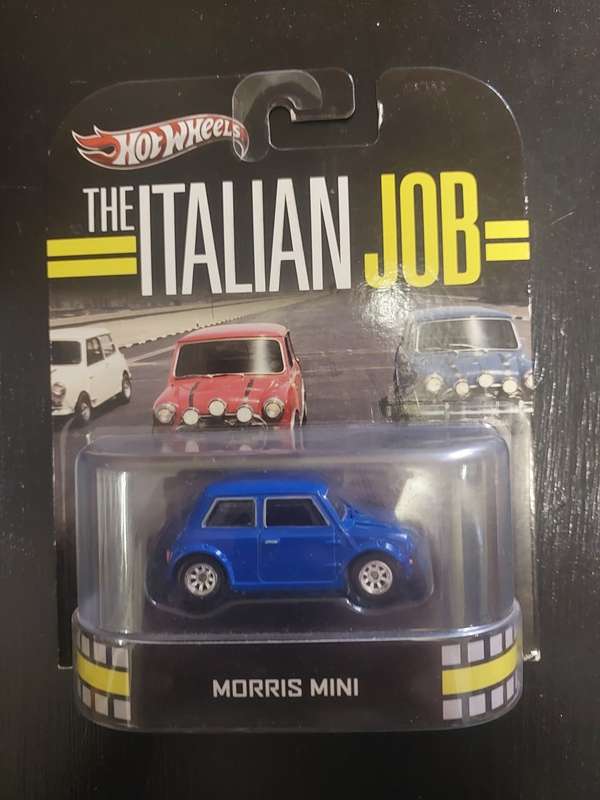 HOT WHEELS
THE ITALIAN JOB
MORRIS MINI